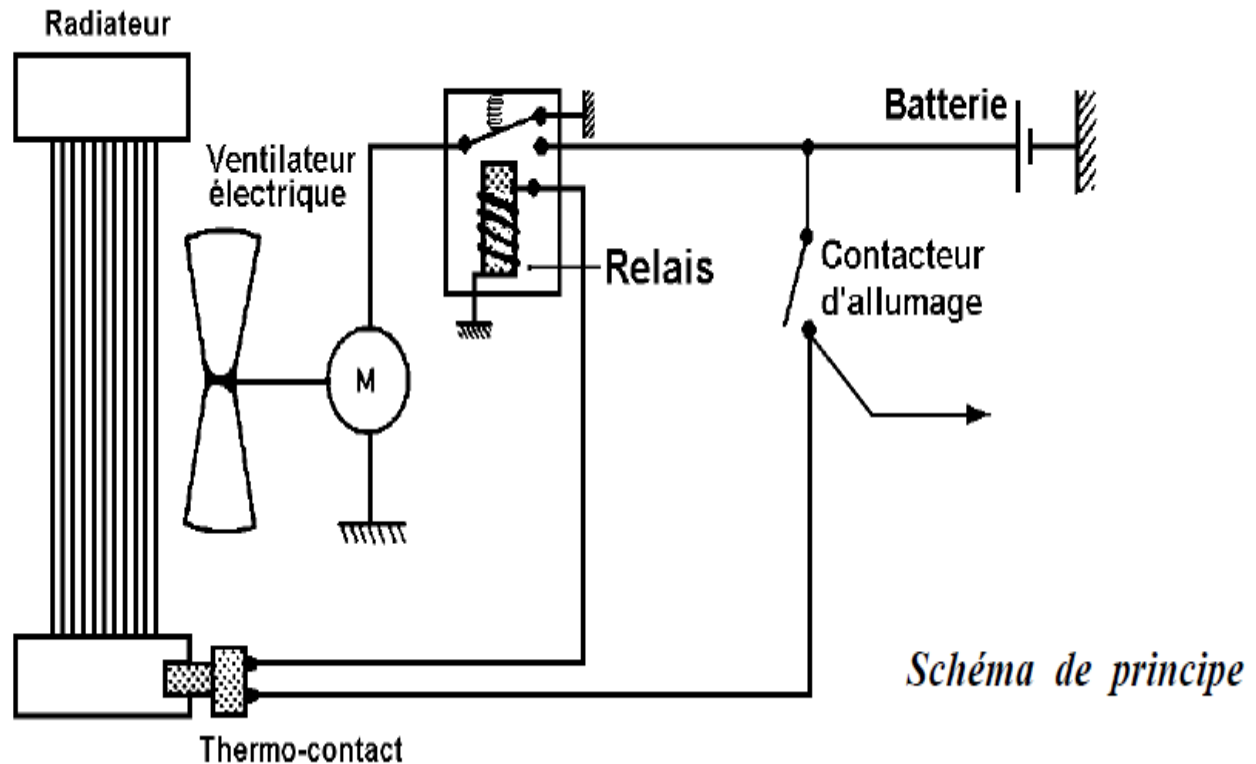 Radiateur
Batterie
Ventilateur
électrique
Relais
Contacteur
d'allumage
M
Schéma de principe
Thermo-contact